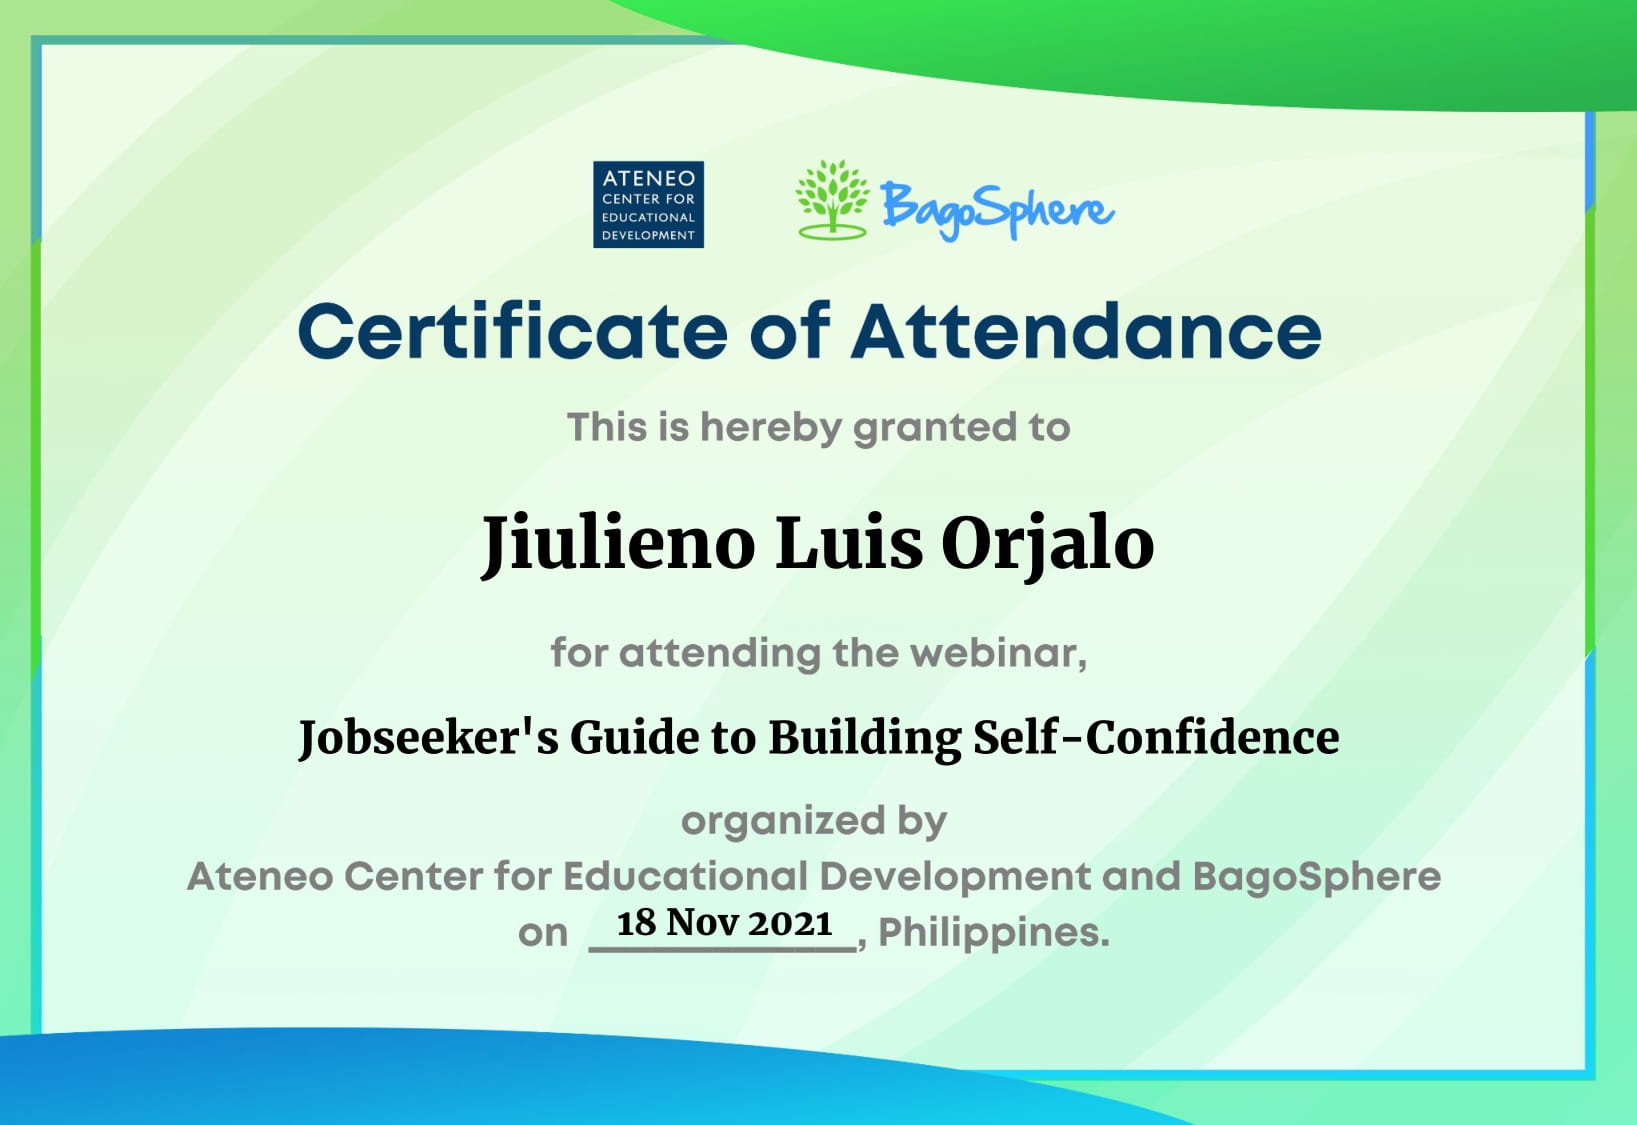 ATENEO
CENTER FOR
EDUCATIONAL
DEVELOPMENT
BagoSphere
Certificate of Attendance
This is hereby granted to
Jiulieno Luis Orjalo
for attending the webinar,
Jobseeker's Guide to Building Self-Confidence
organized by
Ateneo Center for Educational Development and BagoSphere
on 18 Nov 2021, Philippines.